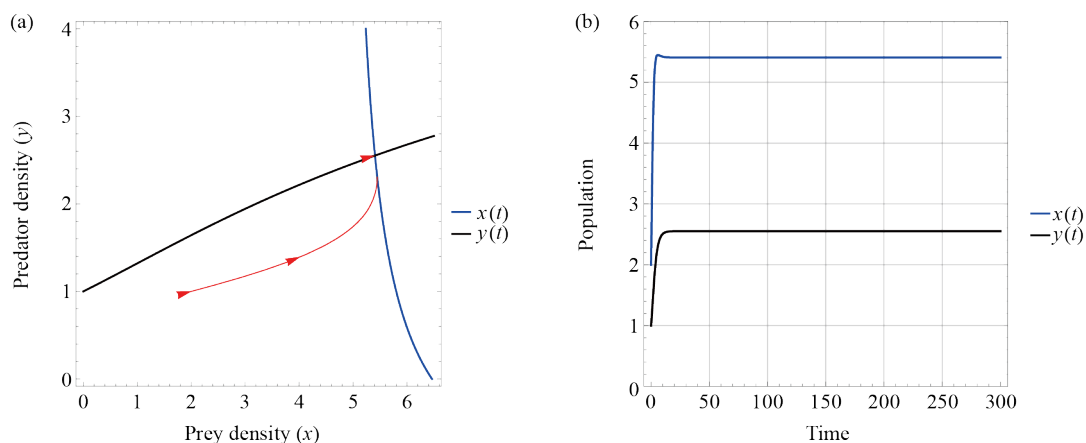 (a)
4
3
2
1
0
0 1 2 3 4 5 6
Predator density (y)
Prey density (x)
x(t)
y(t)
(b)
6
5
4
3
2
1
0
0 50 100 150 200 250 300
Population
Time
x(t)
y(t)